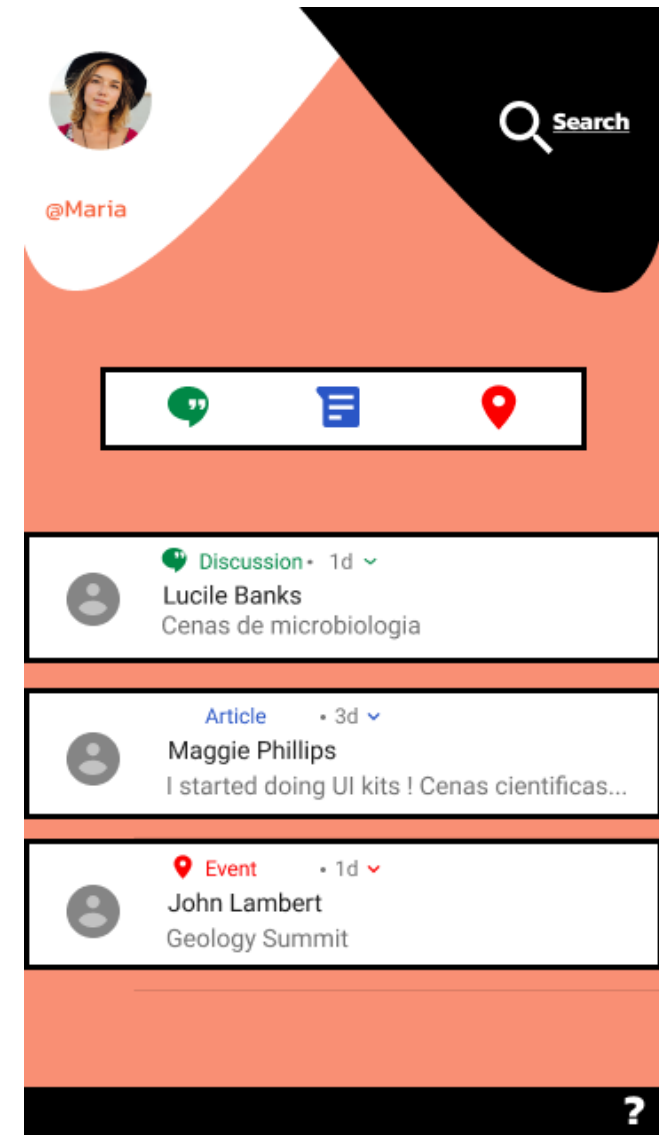 Search
@Maria
Discussion • 1d
Lucile Banks
Cenas de microbiologia
Article • 3d
Maggie Phillips
I started doing UI kits ! Cenas cientificas...
Event • 1d
John Lambert
Geology Summit
?